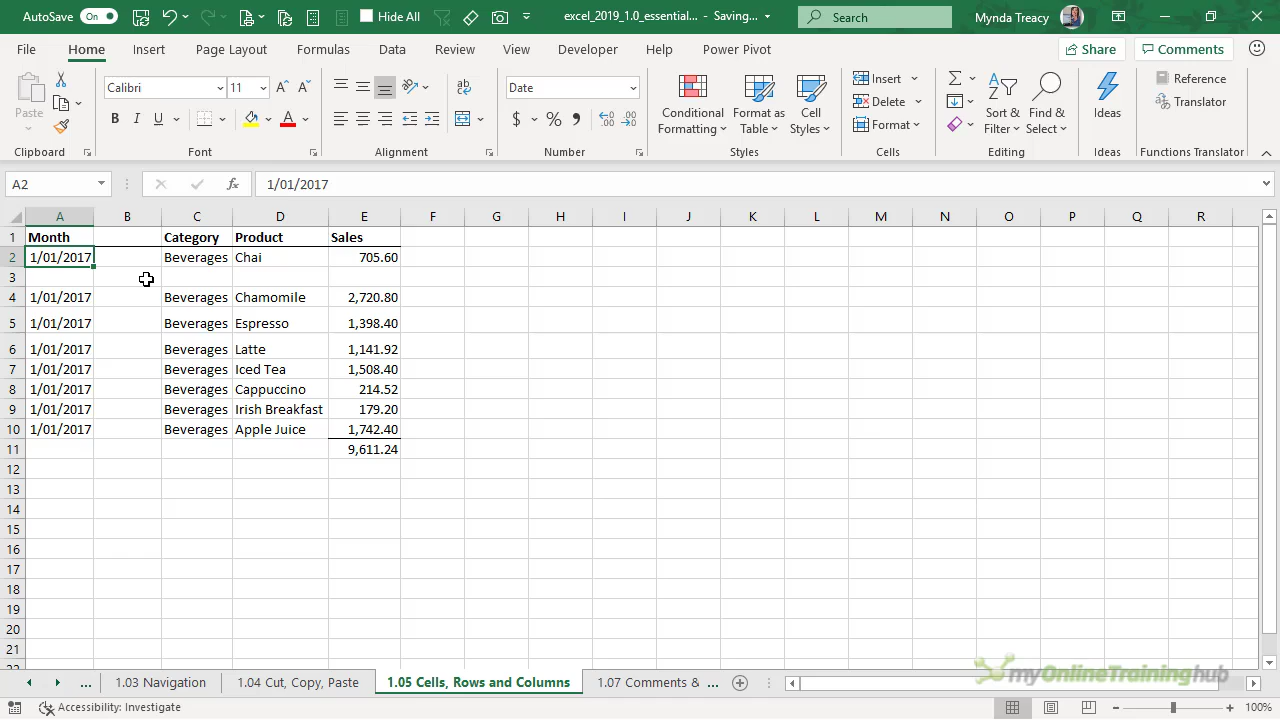 AutoSave On Hide All excel_2019_1.0_essential... - Saving... Search Mynda Treacy
File Home Insert Draw Page Layout Formulas Data Review View Developer Help Power Pivot Share Comments
Paste
Calibri 11
B I U A
Date
$ % 9
Conditional Formatting
Format as Table
Cell Styles
Insert
Delete
Format
Sort & Filter
Find & Select
Ideas
Reference
Translator
Clipboard Font Alignment Number Styles Cells Editing Ideas Functions Translator
A2 fx 1/01/2017
A B C D E F G H I J K L M N O P Q R
1 Month Category Product Sales
2 1/01/2017 Beverages Chai 705.60
3
4 1/01/2017 Beverages Chamomile 2,720.80
5 1/01/2017 Beverages Espresso 1,398.40
6 1/01/2017 Beverages Latte 1,141.92
7 1/01/2017 Beverages Iced Tea 1,508.40
8 1/01/2017 Beverages Cappuccino 214.52
9 1/01/2017 Beverages Irish Breakfast 179.20
10 1/01/2017 Beverages Apple Juice 1,742.40
11 9,611.24
12
13
14
15
16
17
18
19
20
21
22
myOnlineTraininghub
... 1.03 Navigation 1.04 Cut, Copy, Paste 1.05 Cells, Rows and Columns 1.07 Comments & ...
Accessibility: Investigate 100%